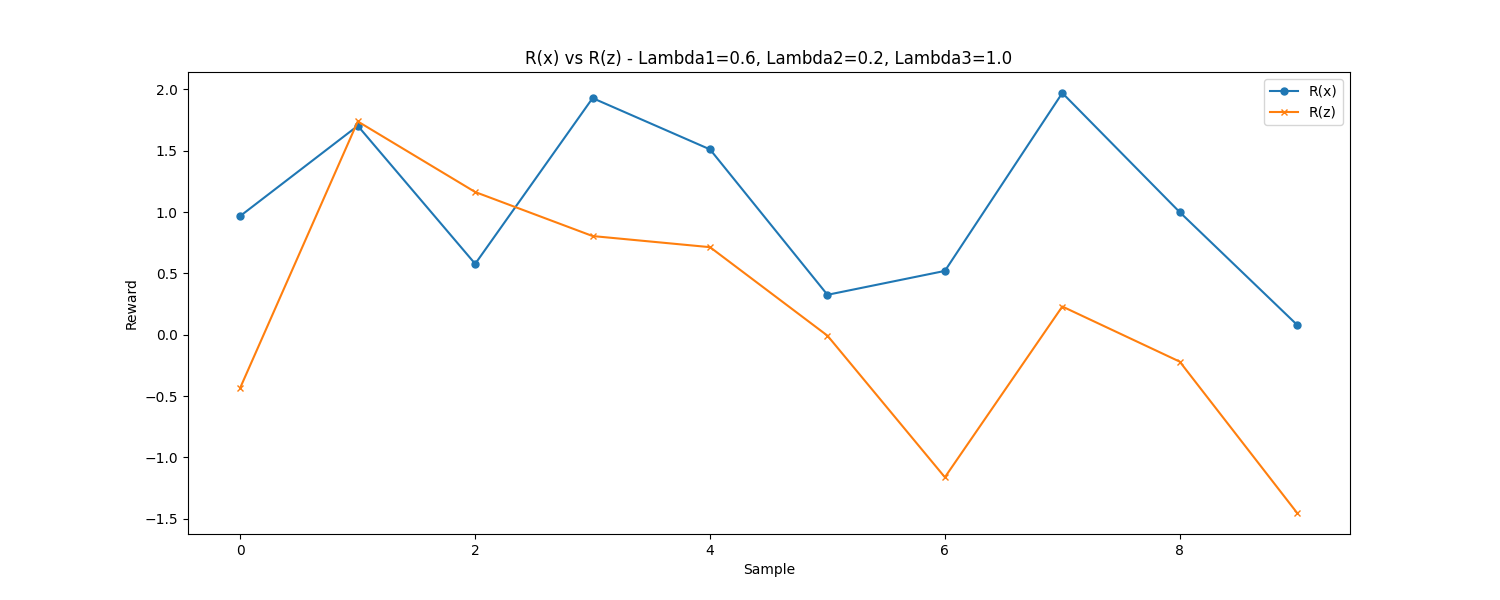 R(x) vs R(z) - Lambda1=0.6, Lambda2=0.2, Lambda3=1.0
R(x)
R(z)
Reward
2.0
1.5
1.0
0.5
0.0
−0.5
−1.0
−1.5
0 2 4 6 8
Sample